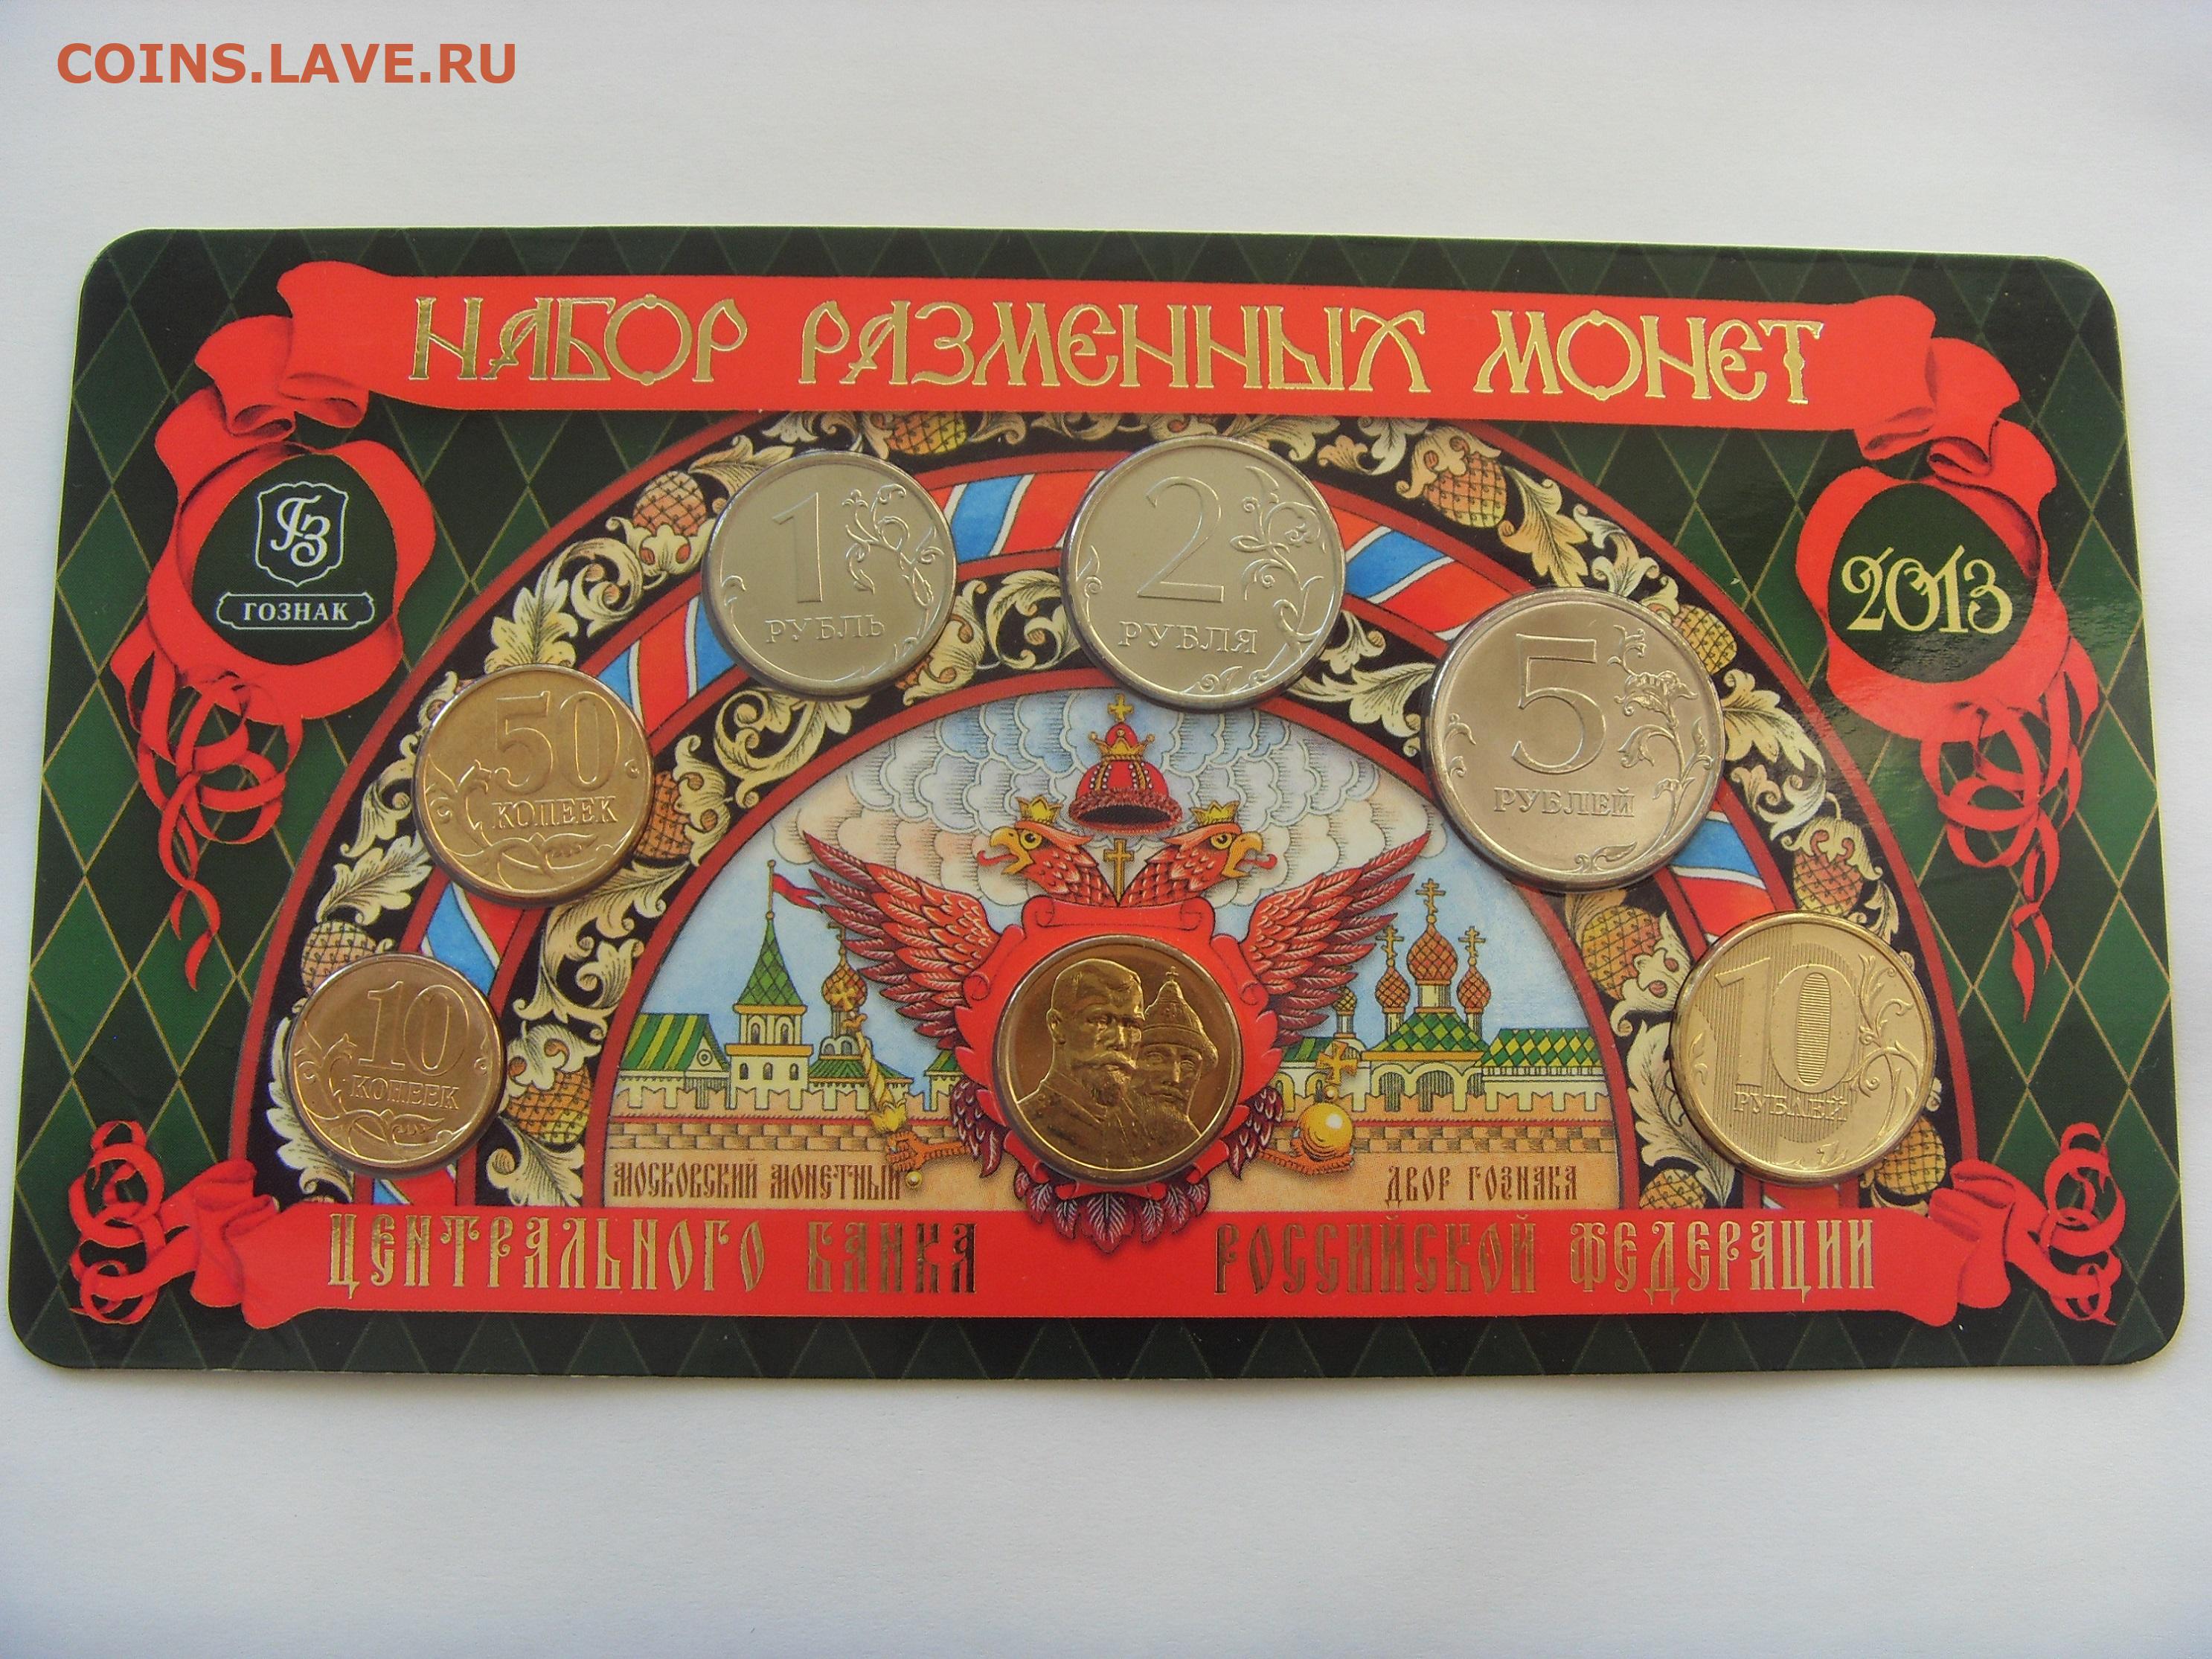 COINS.LAVE.RU
НАБОР РАЗМЕННЫХ МОНЕТ
ГЗ
ГОЗНАК
2013
1
РУБЛЬ
2
РУБЛЯ
5
РУБЛЕЙ
50
КОПЕЕК
10
КОПЕЕК
10
РУБЛЕЙ
МОСКОВСКИЙ МОНЕТНЫЙ ДВОР ГОЗНАКА
ЦЕНТРАЛЬНОГО БАНКА РОССИЙСКОЙ ФЕДЕРАЦИИ